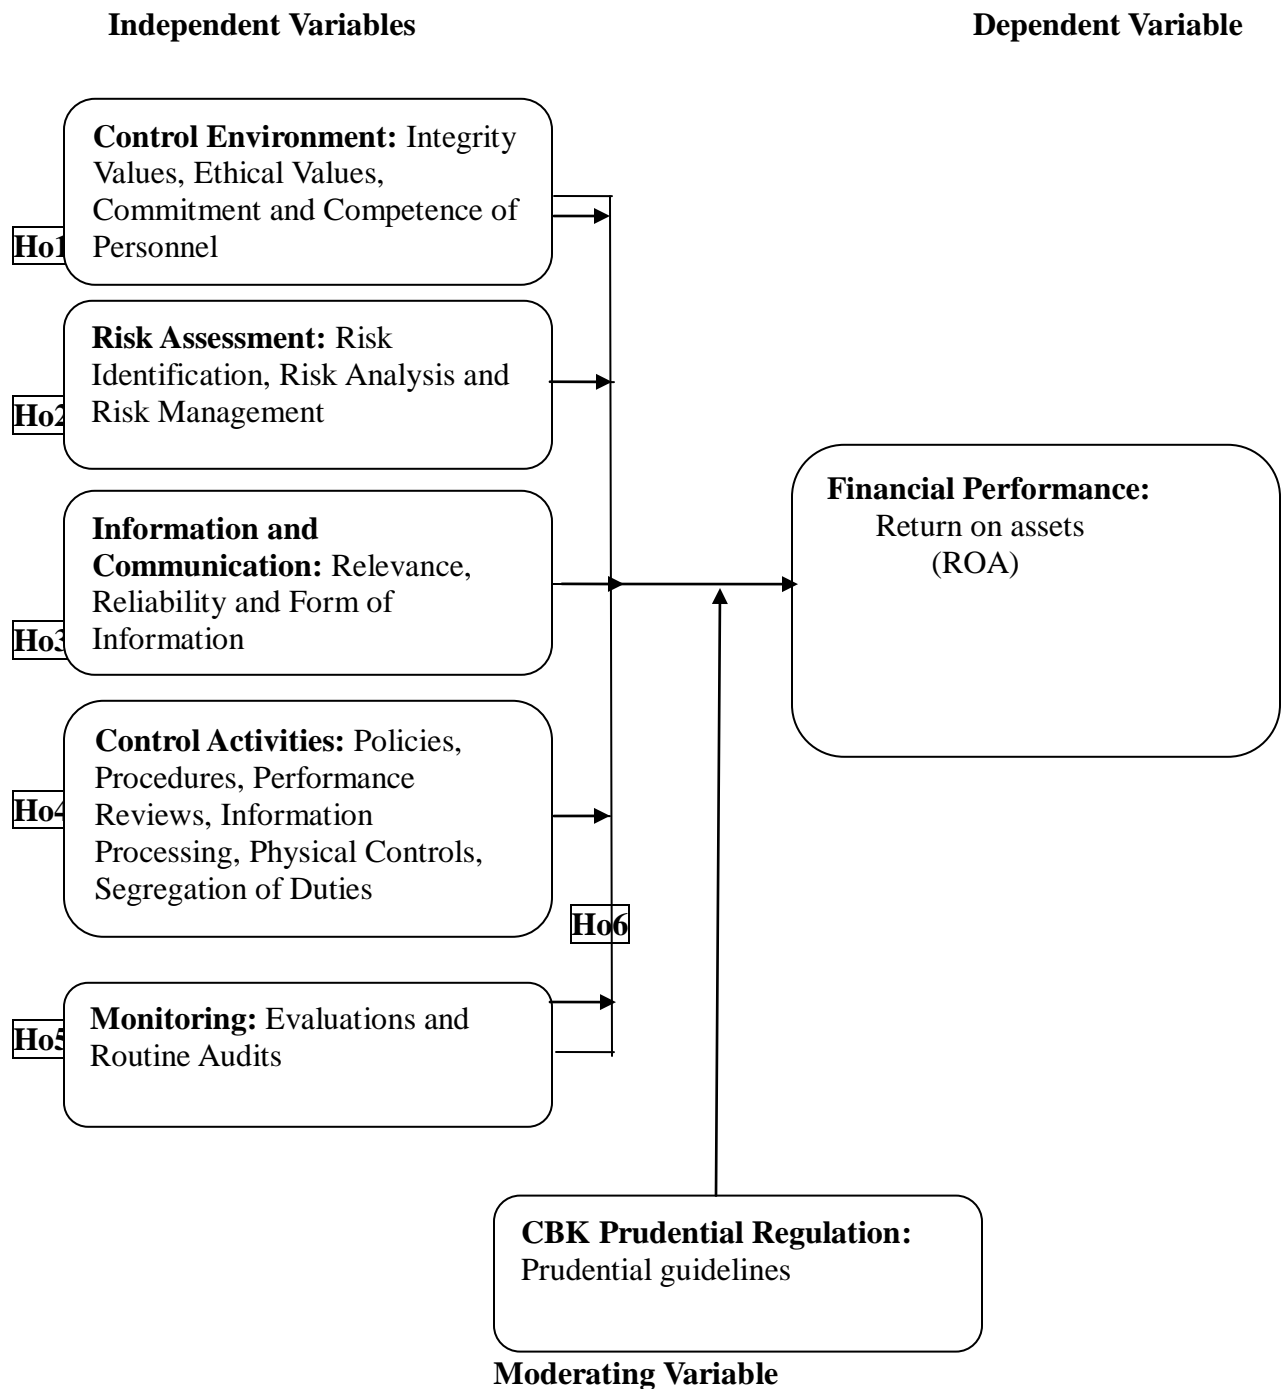 Independent Variables
Dependent Variable
Control Environment: Integrity
Values, Ethical Values,
Commitment and Competence of
Personnel
Ho1
Risk Assessment: Risk
Identification, Risk Analysis and
Risk Management
Ho2
Information and
Communication: Relevance,
Reliability and Form of
Information
Ho3
Financial Performance:
Return on assets
(ROA)
Control Activities: Policies,
Procedures, Performance
Reviews, Information
Processing, Physical Controls,
Segregation of Duties
Ho4
Ho6
Monitoring: Evaluations and
Routine Audits
Ho5
CBK Prudential Regulation:
Prudential guidelines
Moderating Variable